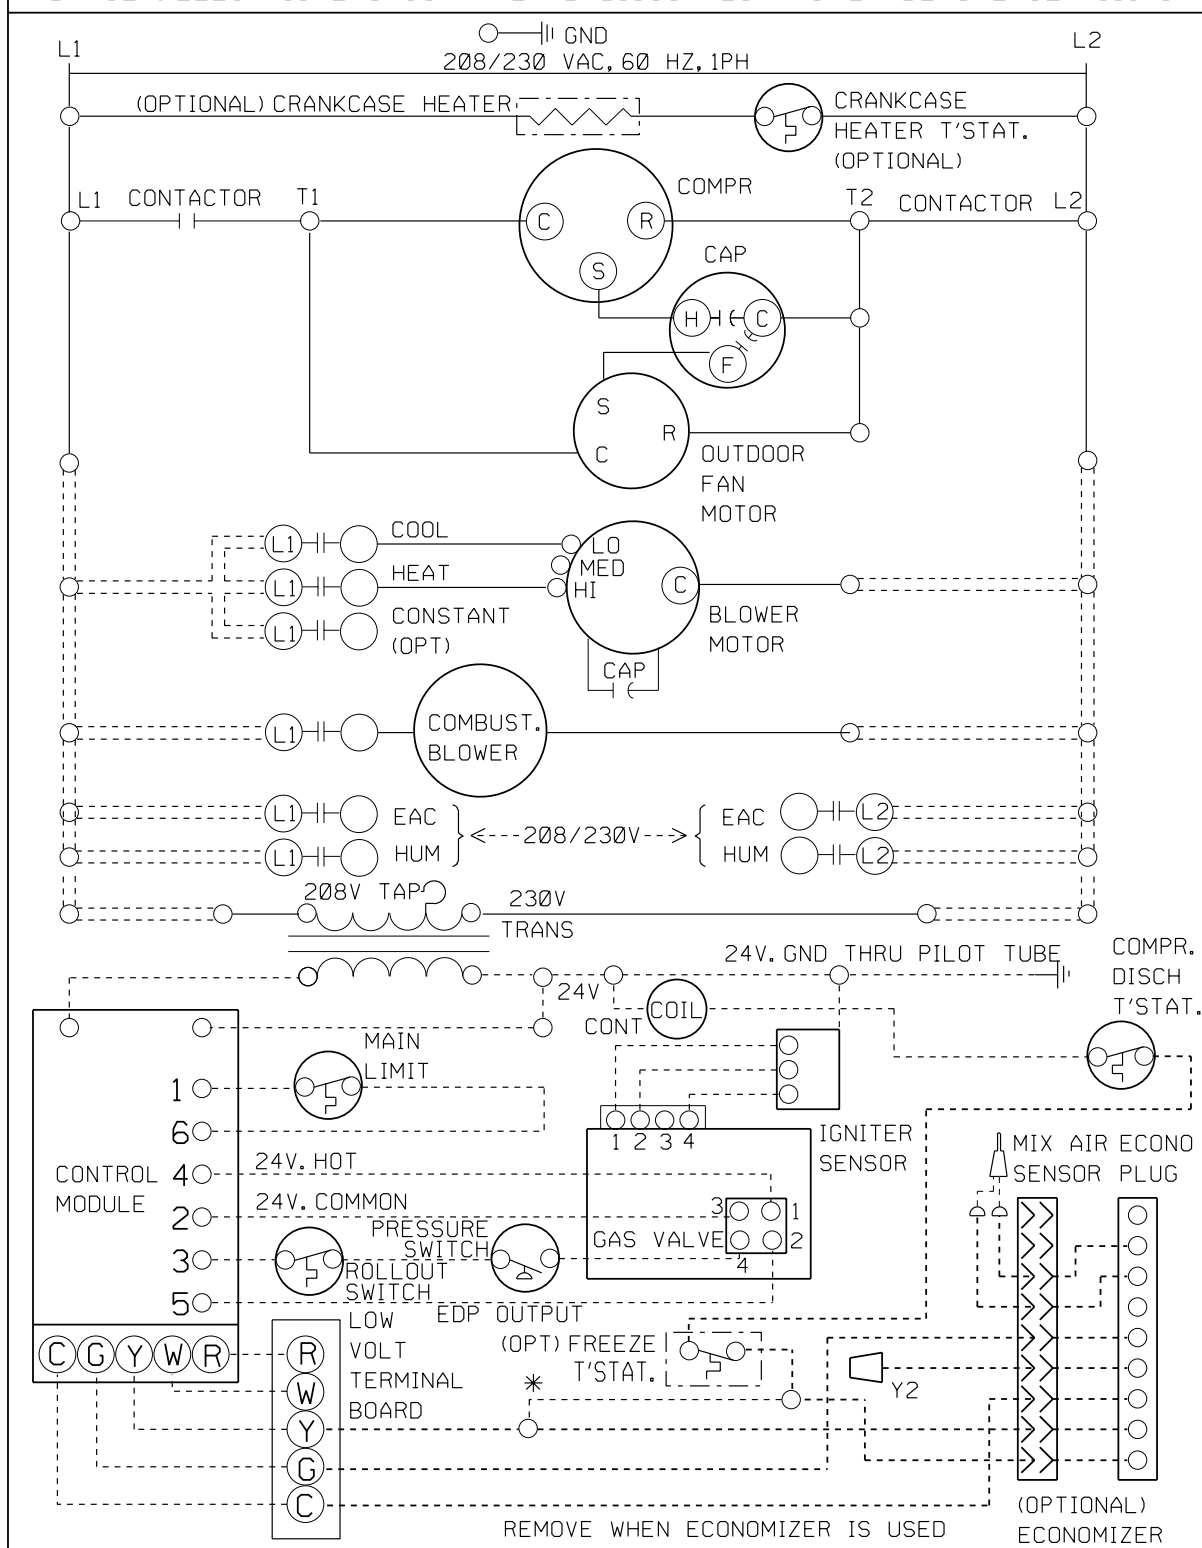 GND
L1
L2
208/230 VAC, 60 HZ, 1PH
(OPTIONAL) CRANKCASE HEATER
CRANKCASE
HEATER T'STAT.
(OPTIONAL)
COMPR
L1 CONTACTOR T1
T2 CONTACTOR L2
C
R
S
CAP
H
C
F
S
R
C
OUTDOOR
FAN
MOTOR
L1
COOL
LO
MED
L1
HEAT
HI
C
L1
CONSTANT
(OPT)
BLOWER
MOTOR
CAP
L1
COMBUST.
BLOWER
L1
EAC
208/230V
EAC
L2
L1
HUM
HUM
L2
208V TAP
230V
TRANS
24V. GND THRU PILOT TUBE
COMPR.
DISCH
T'STAT.
24V
CONT
COIL
MAIN
LIMIT
1
6
4
2
3
5
CONTROL
MODULE
24V. HOT
24V. COMMON
PRESSURE
SWITCH
ROLLOUT
SWITCH
EDP OUTPUT
1 2 3 4
IGNITER
SENSOR
3
1
GAS VALVE
2
4
MIX AIR
SENSOR
ECONO
PLUG
C G Y W R
LOW
VOLT
TERMINAL
BOARD
R
W
Y
G
C
(OPT) FREEZE
T'STAT.
*
Y2
REMOVE WHEN ECONOMIZER IS USED
(OPTIONAL)
ECONOMIZER